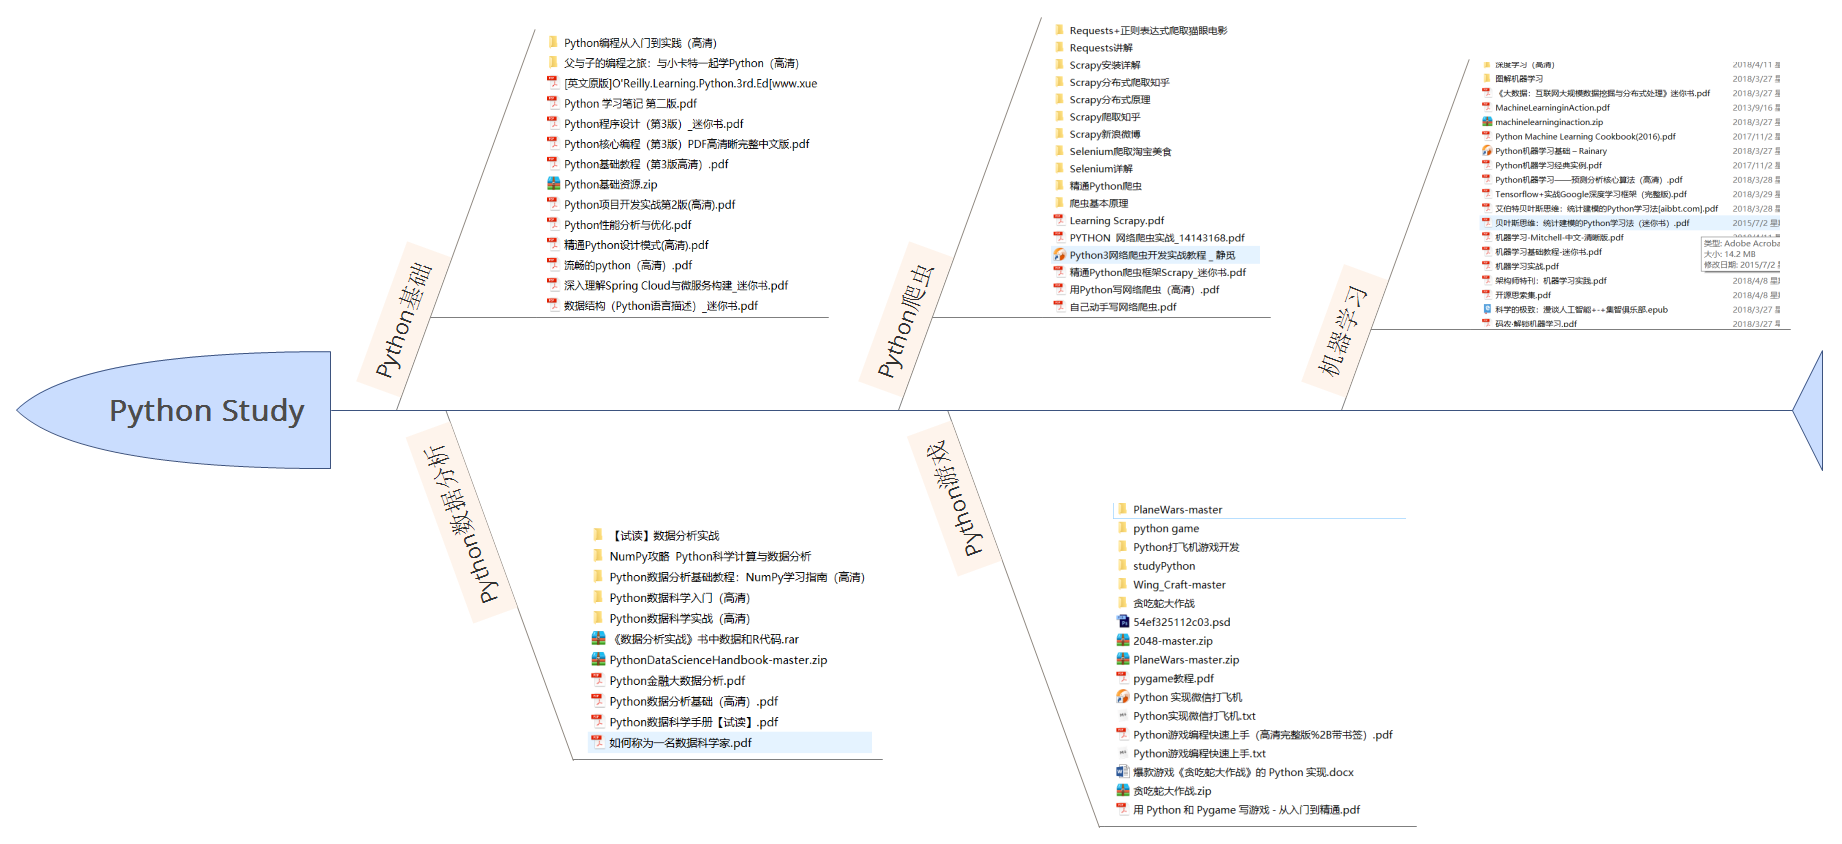 Python Study
Python基础
Python编程从入门到实践（高清）
父与子的编程之旅：与小卡特一起学Python（高清）
[英文原版]O'Reilly.Learning.Python.3rd.Ed[www.xue
Python 学习笔记 第二版.pdf
Python程序设计（第3版）_迷你书.pdf
Python核心编程（第3版）PDF高清晰完整中文版.pdf
Python基础教程（第3版高清）.pdf
Python基础资源.zip
Python项目开发实战第2版(高清).pdf
Python性能分析与优化.pdf
精通Python设计模式(高清).pdf
流畅的python（高清）.pdf
深入理解Spring Cloud与微服务构建_迷你书.pdf
数据结构（Python语言描述）_迷你书.pdf
Python爬虫
Requests+正则表达式爬取猫眼电影
Requests讲解
Scrapy安装详解
Scrapy分布式爬取知乎
Scrapy分布式原理
Scrapy爬取知乎
Scrapy新浪微博
Selenium爬取淘宝美食
Selenium详解
精通Python爬虫
爬虫基本原理
Learning Scrapy.pdf
PYTHON 网络爬虫实战_14143168.pdf
Python3网络爬虫开发实战教程 _ 静觅
精通Python爬虫框架Scrapy_迷你书.pdf
用Python写网络爬虫（高清）.pdf
自己动手写网络爬虫.pdf
机器学习
深度学习（高清） 2018/4/11 星
图解机器学习 2018/3/27 星
《大数据：互联网大规模数据挖掘与分布式处理》迷你书.pdf 2018/3/27 星
MachineLearninginAction.pdf 2013/9/16 星
machinelearninginaction.zip 2018/3/27 星
Python Machine Learning Cookbook(2016).pdf 2017/11/2 星
Python机器学习基础 – Rainary 2018/3/27 星
Python机器学习经典实例.pdf 2017/11/2 星
Python机器学习——预测分析核心算法（高清）.pdf 2018/3/28 星
Tensorflow+实战Google深度学习框架（完整版).pdf 2018/3/29 星
艾伯特贝叶斯思维：统计建模的Python学习法[aibbt.com].pdf 2018/3/28 星
贝叶斯思维：统计建模的Python学习法（迷你书）.pdf 2015/7/2 星期
机器学习-Mitchell-中文-清晰版.pdf
机器学习基础教程-迷你书.pdf
机器学习实战.pdf
类型: Adobe Acroba
大小: 14.2 MB
修改日期: 2015/7/2 星
架构师特刊：机器学习实践.pdf 2018/4/8 星期
开源思索集.pdf 2018/4/8 星期
科学的极致：漫谈人工智能+-+集智俱乐部.epub 2018/3/27 星
码农·解锁机器学习.pdf 2018/3/27 星
Python数据分析
【试读】数据分析实战
NumPy攻略 Python科学计算与数据分析
Python数据分析基础教程：NumPy学习指南（高清）
Python数据科学入门（高清）
Python数据科学实战（高清）
《数据分析实战》书中数据和R代码.rar
PythonDataScienceHandbook-master.zip
Python金融大数据分析.pdf
Python数据分析基础（高清）.pdf
Python数据科学手册【试读】.pdf
如何称为一名数据科学家.pdf
Python游戏
PlaneWars-master
python game
Python打飞机游戏开发
studyPython
Wing_Craft-master
贪吃蛇大作战
54ef325112c03.psd
2048-master.zip
PlaneWars-master.zip
pygame教程.pdf
Python 实现微信打飞机
Python实现微信打飞机.txt
Python游戏编程快速上手（高清完整版%2B带书签）.pdf
Python游戏编程快速上手.txt
爆款游戏《贪吃蛇大作战》的 Python 实现.docx
贪吃蛇大作战.zip
用 Python 和 Pygame 写游戏 - 从入门到精通.pdf